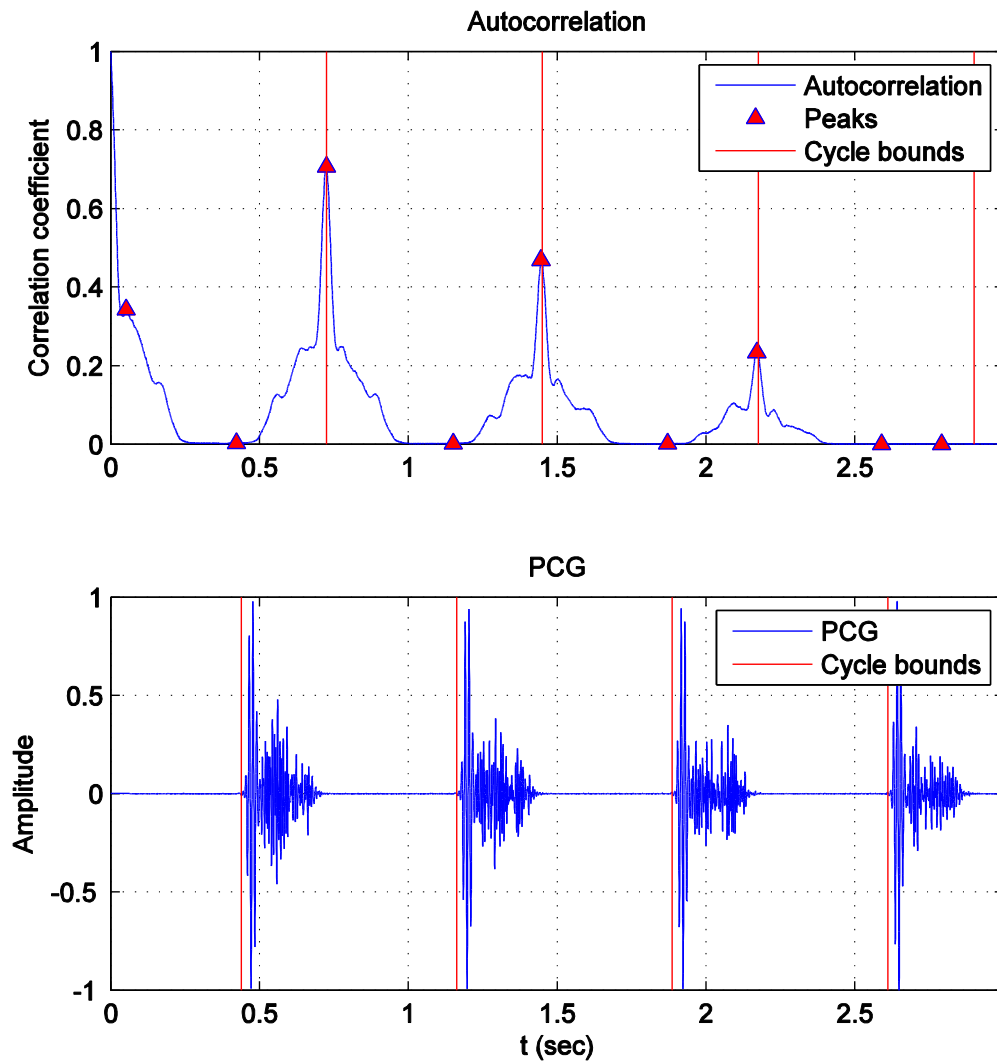 Autocorrelation
Correlation coefficient
1
0.8
0.6
0.4
0.2
0
Autocorrelation
Peaks
Cycle bounds
0 0.5 1 1.5 2 2.5
PCG
Amplitude
1
0.5
0
-0.5
-1
PCG
Cycle bounds
0 0.5 1 1.5 2 2.5
t (sec)